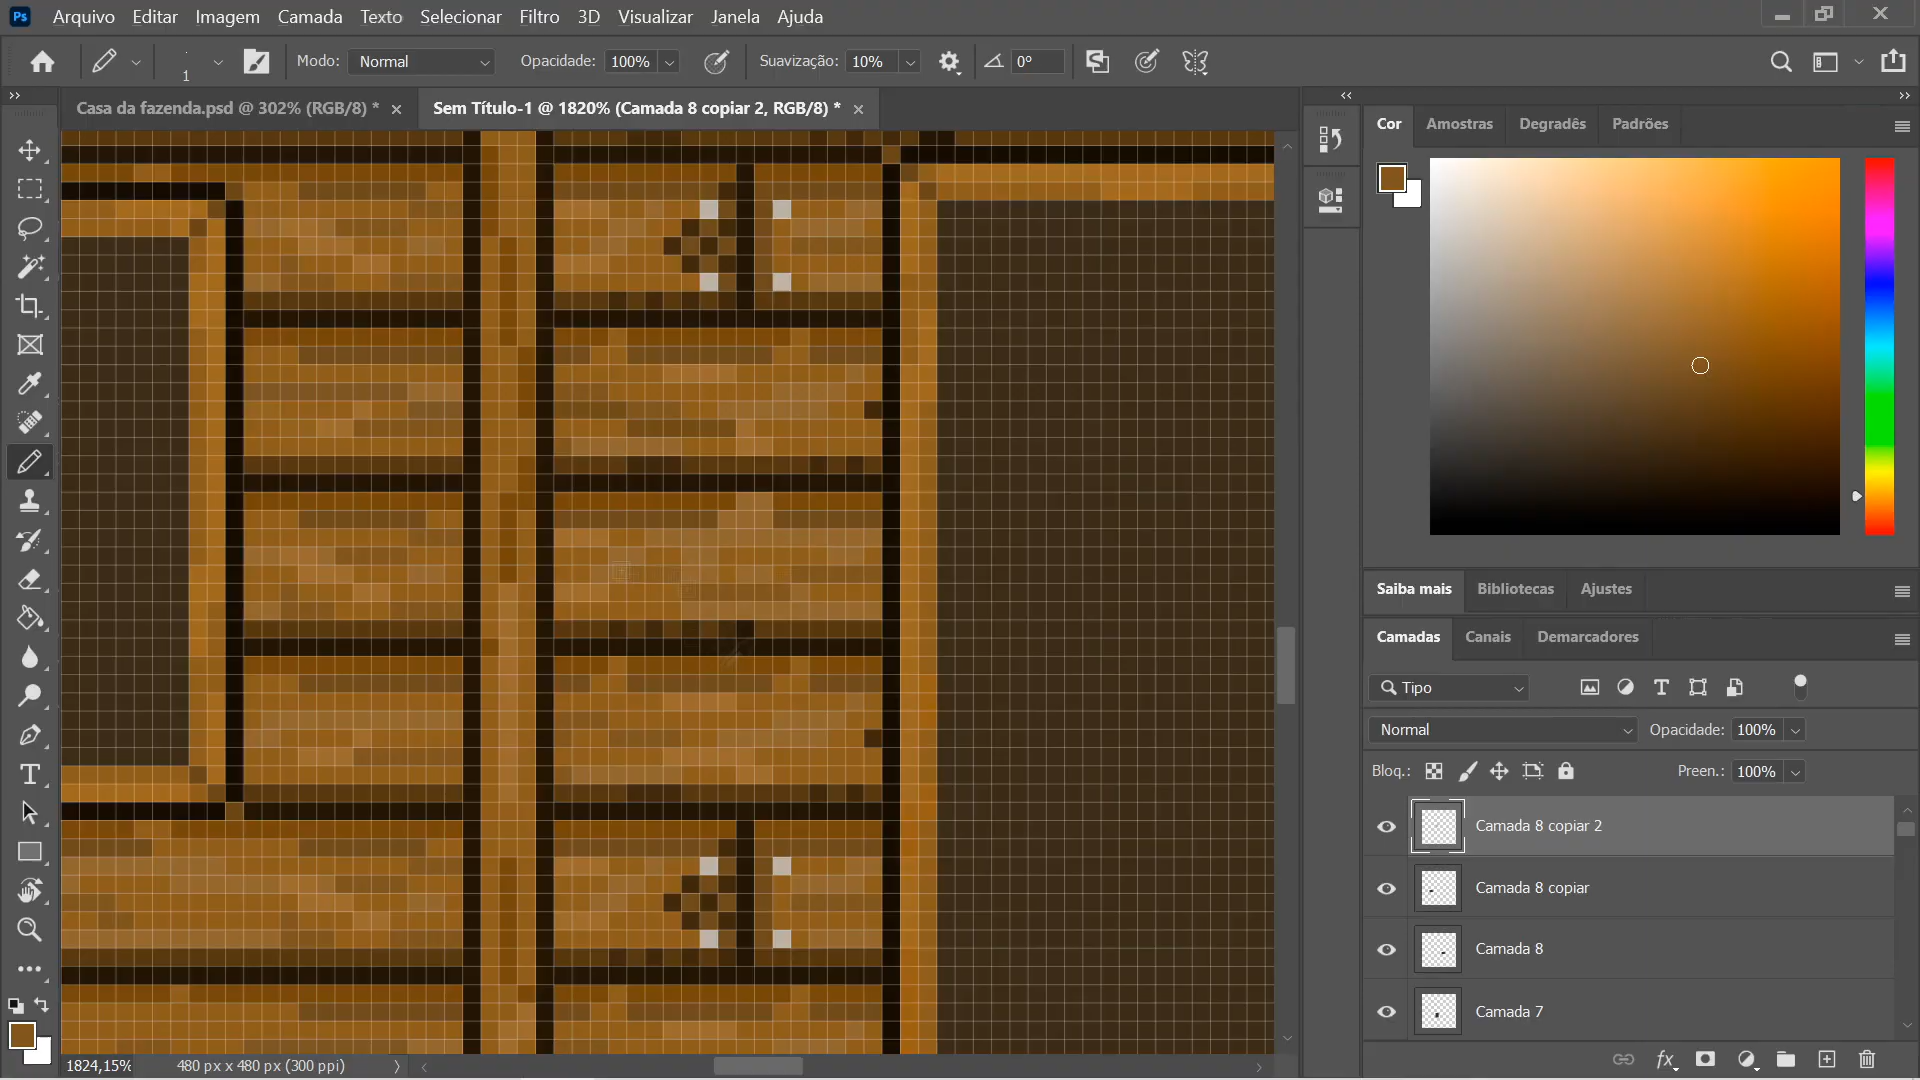 Ps Arquivo Editar Imagem Camada Texto Selecionar Filtro 3D Visualizar Janela Ajuda
1 Modo: Normal Opacidade: 100% Suavização: 10% 0°
Casa da fazenda.psd @ 302% (RGB/8) * Sem Título-1 @ 1820% (Camada 8 copiar 2, RGB/8) *
Cor Amostras Degradês Padrões
Saiba mais Bibliotecas Ajustes
Camadas Canais Demarcadores
Tipo
Normal Opacidade: 100%
Bloq.: Preen.: 100%
Camada 8 copiar 2
Camada 8 copiar
Camada 8
Camada 7
fx
1824,15% 480 px x 480 px (300 ppi)